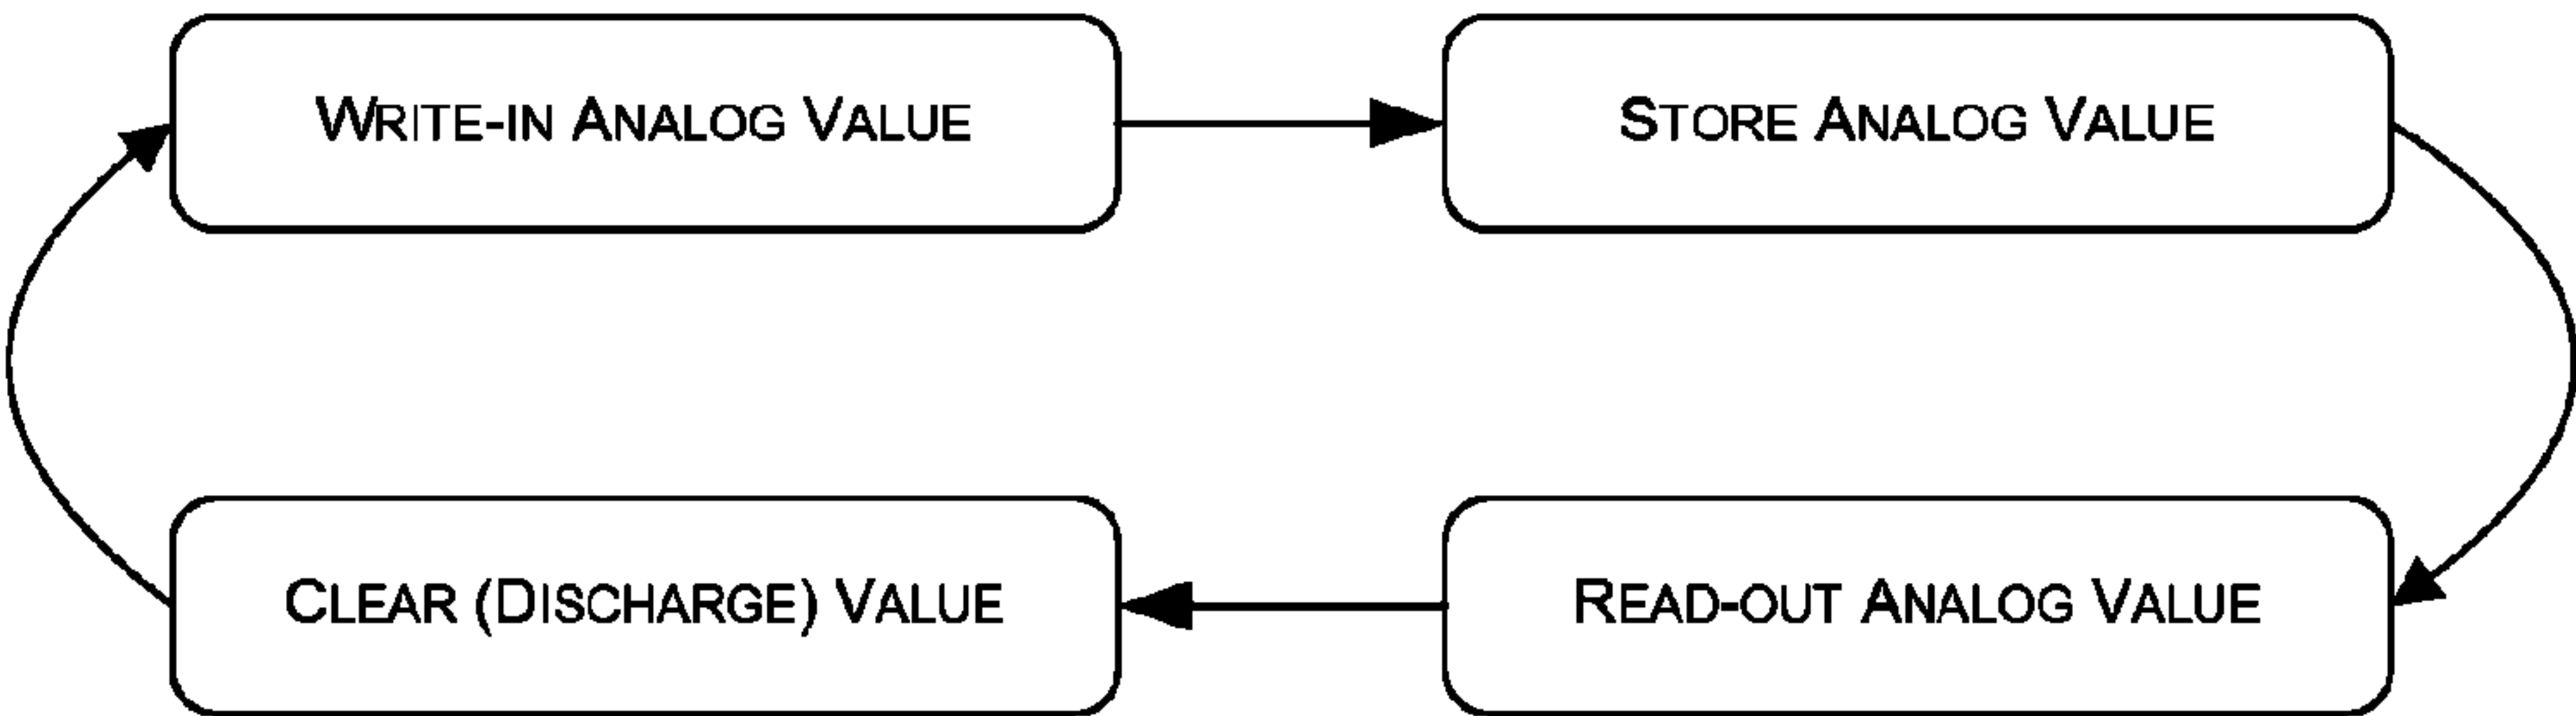 WRITE-IN ANALOG VALUE
STORE ANALOG VALUE
CLEAR (DISCHARGE) VALUE
READ-OUT ANALOG VALUE